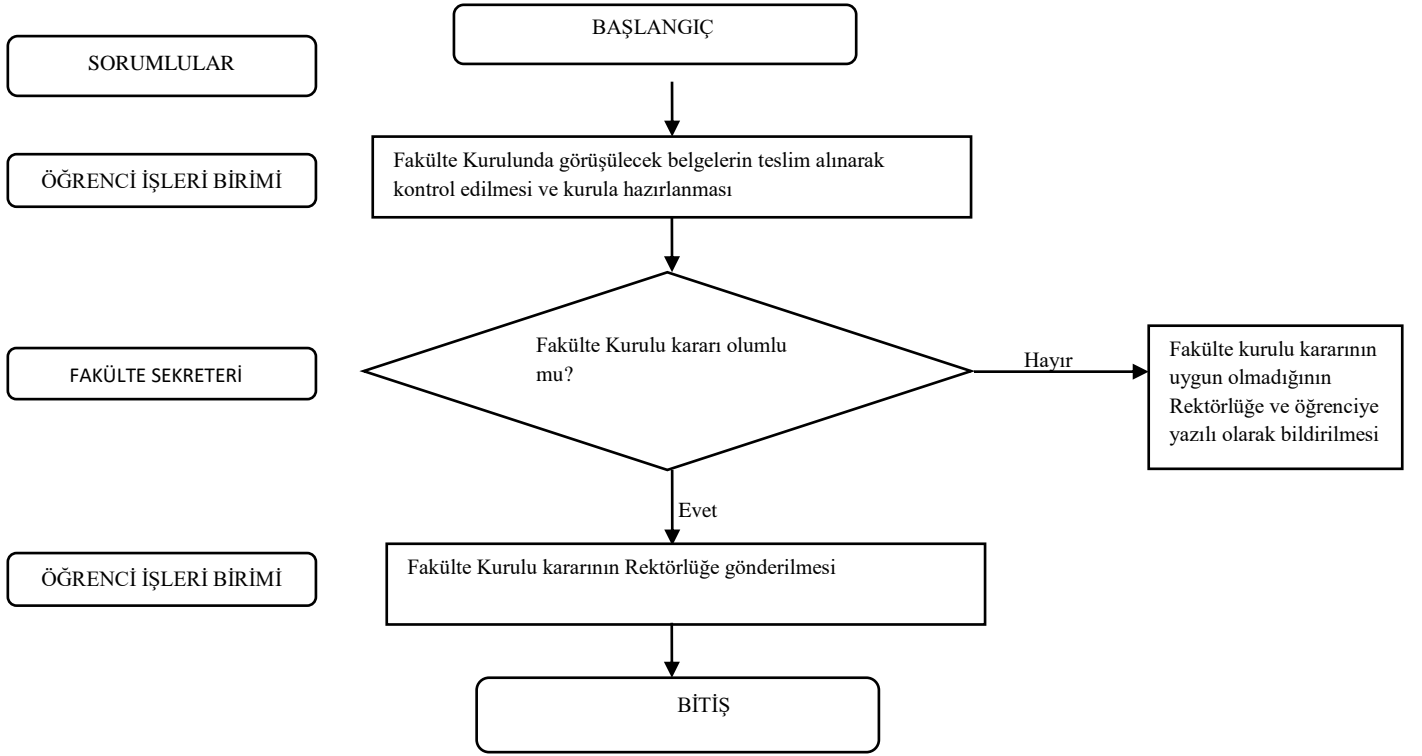 BAŞLANGIÇ
SORUMLULAR
ÖĞRENCİ İŞLERİ BİRİMİ
Fakülte Kurulunda görüşülecek belgelerin teslim alınarak
kontrol edilmesi ve kurula hazırlanması
FAKÜLTE SEKRETERİ
Fakülte Kurulu kararı olumlu
mu?
Hayır
Fakülte kurulu kararının
uygun olmadığının
Rektörlüğe ve öğrenciye
yazılı olarak bildirilmesi
Evet
ÖĞRENCİ İŞLERİ BİRİMİ
Fakülte Kurulu kararının Rektörlüğe gönderilmesi
BİTİŞ